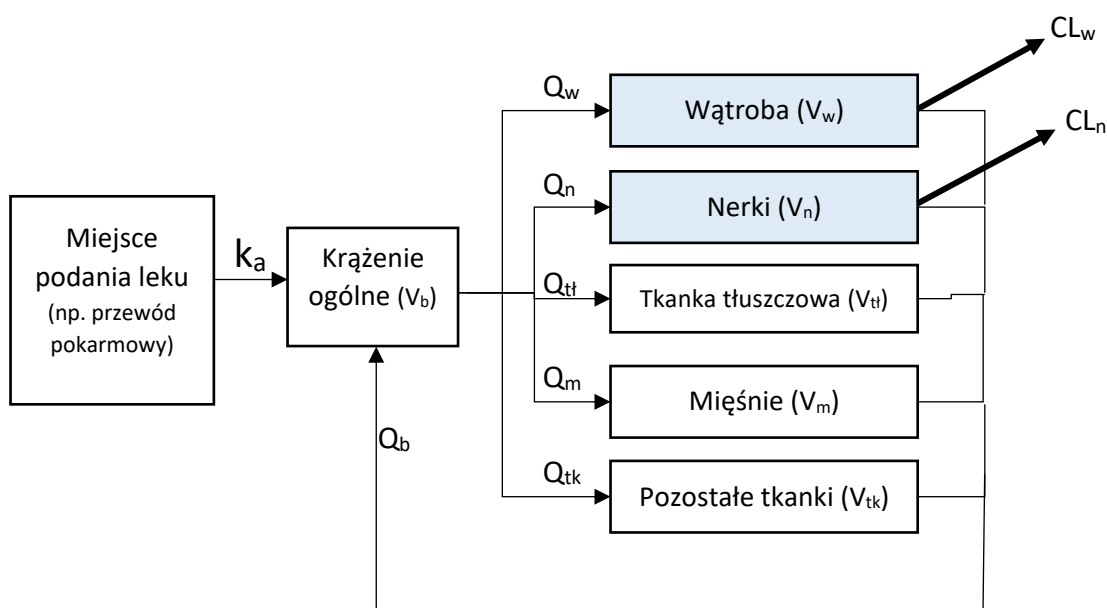 CLw
Qw
Wątroba (Vw)
CLn
Qn
Nerki (Vn)
Miejsce
podania leku
(np. przewód
pokarmowy)
ka
Krążenie
ogólne (Vb)
Qtł
Tkanka tłuszczowa (Vtł)
Qm
Mięśnie (Vm)
Qb
Qtk
Pozostałe tkanki (Vtk)